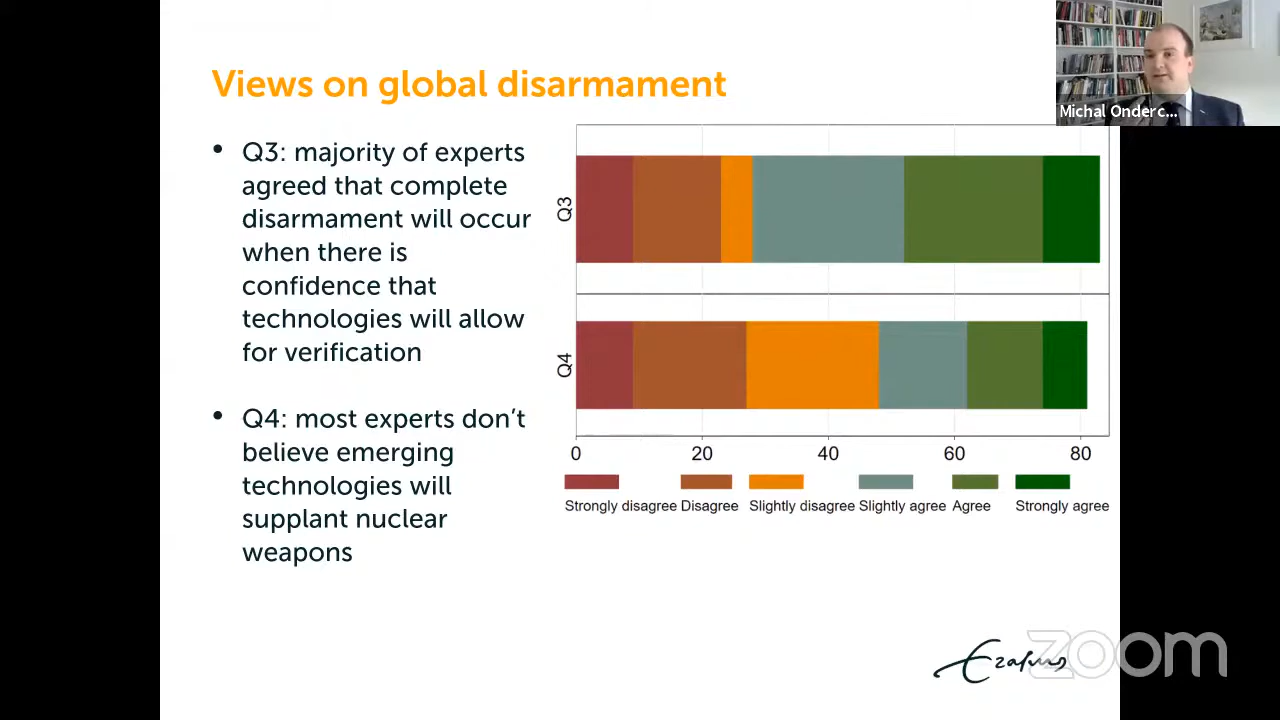 Views on global disarmament
Michal Onderc...
• Q3: majority of experts
agreed that complete
disarmament will occur
when there is
confidence that
technologies will allow
for verification
• Q4: most experts don't
believe emerging
technologies will
supplant nuclear
weapons
Q3
Q4
0 20 40 60 80
Strongly disagree Disagree Slightly disagree Slightly agree Agree Strongly agree
Erasmus
zoom